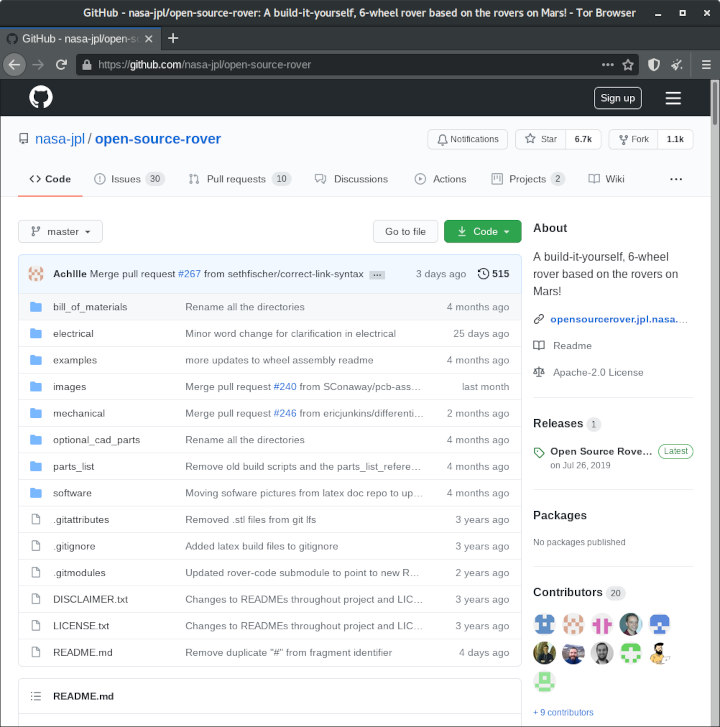 GitHub - nasa-jpl/open-source-rover: A build-it-yourself, 6-wheel rover based on the rovers on Mars! - Tor Browser
GitHub - nasa-jpl/open-sc
https://github.com/nasa-jpl/open-source-rover
Sign up
nasa-jpl / open-source-rover
Notifications
Star 6.7k
Fork 1.1k
Code
Issues 30
Pull requests 10
Discussions
Actions
Projects 2
Wiki
master
Go to file
Code
Achllle Merge pull request #267 from sethfischer/correct-link-syntax ... 3 days ago 515
bill_of_materials Rename all the directories 4 months ago
electrical Minor word change for clarification in electrical 25 days ago
examples more updates to wheel assembly readme 4 months ago
images Merge pull request #240 from SConaway/pcb-ass... last month
mechanical Merge pull request #246 from ericjunkins/differenti... 2 months ago
optional_cad_parts Rename all the directories 4 months ago
parts_list Remove old build scripts and the parts_list_refere... 4 months ago
software Moving sofware pictures from latex doc repo to up... 4 months ago
.gitattributes Removed .stl files from git lfs 3 years ago
.gitignore Added latex build files to gitignore 3 years ago
.gitmodules Updated rover-code submodule to point to new R... 2 years ago
DISCLAIMER.txt Changes to READMEs throughout project and LIC... 3 years ago
LICENSE.txt Changes to READMEs throughout project and LIC... 3 years ago
README.md Remove duplicate "#" from fragment identifier 4 days ago
README.md
About
A build-it-yourself, 6-wheel
rover based on the rovers on
Mars!
opensourcerover.jpl.nasa....
Readme
Apache-2.0 License
Releases 1
Open Source Rove... Latest
on Jul 26, 2019
Packages
No packages published
Contributors 20
+ 9 contributors